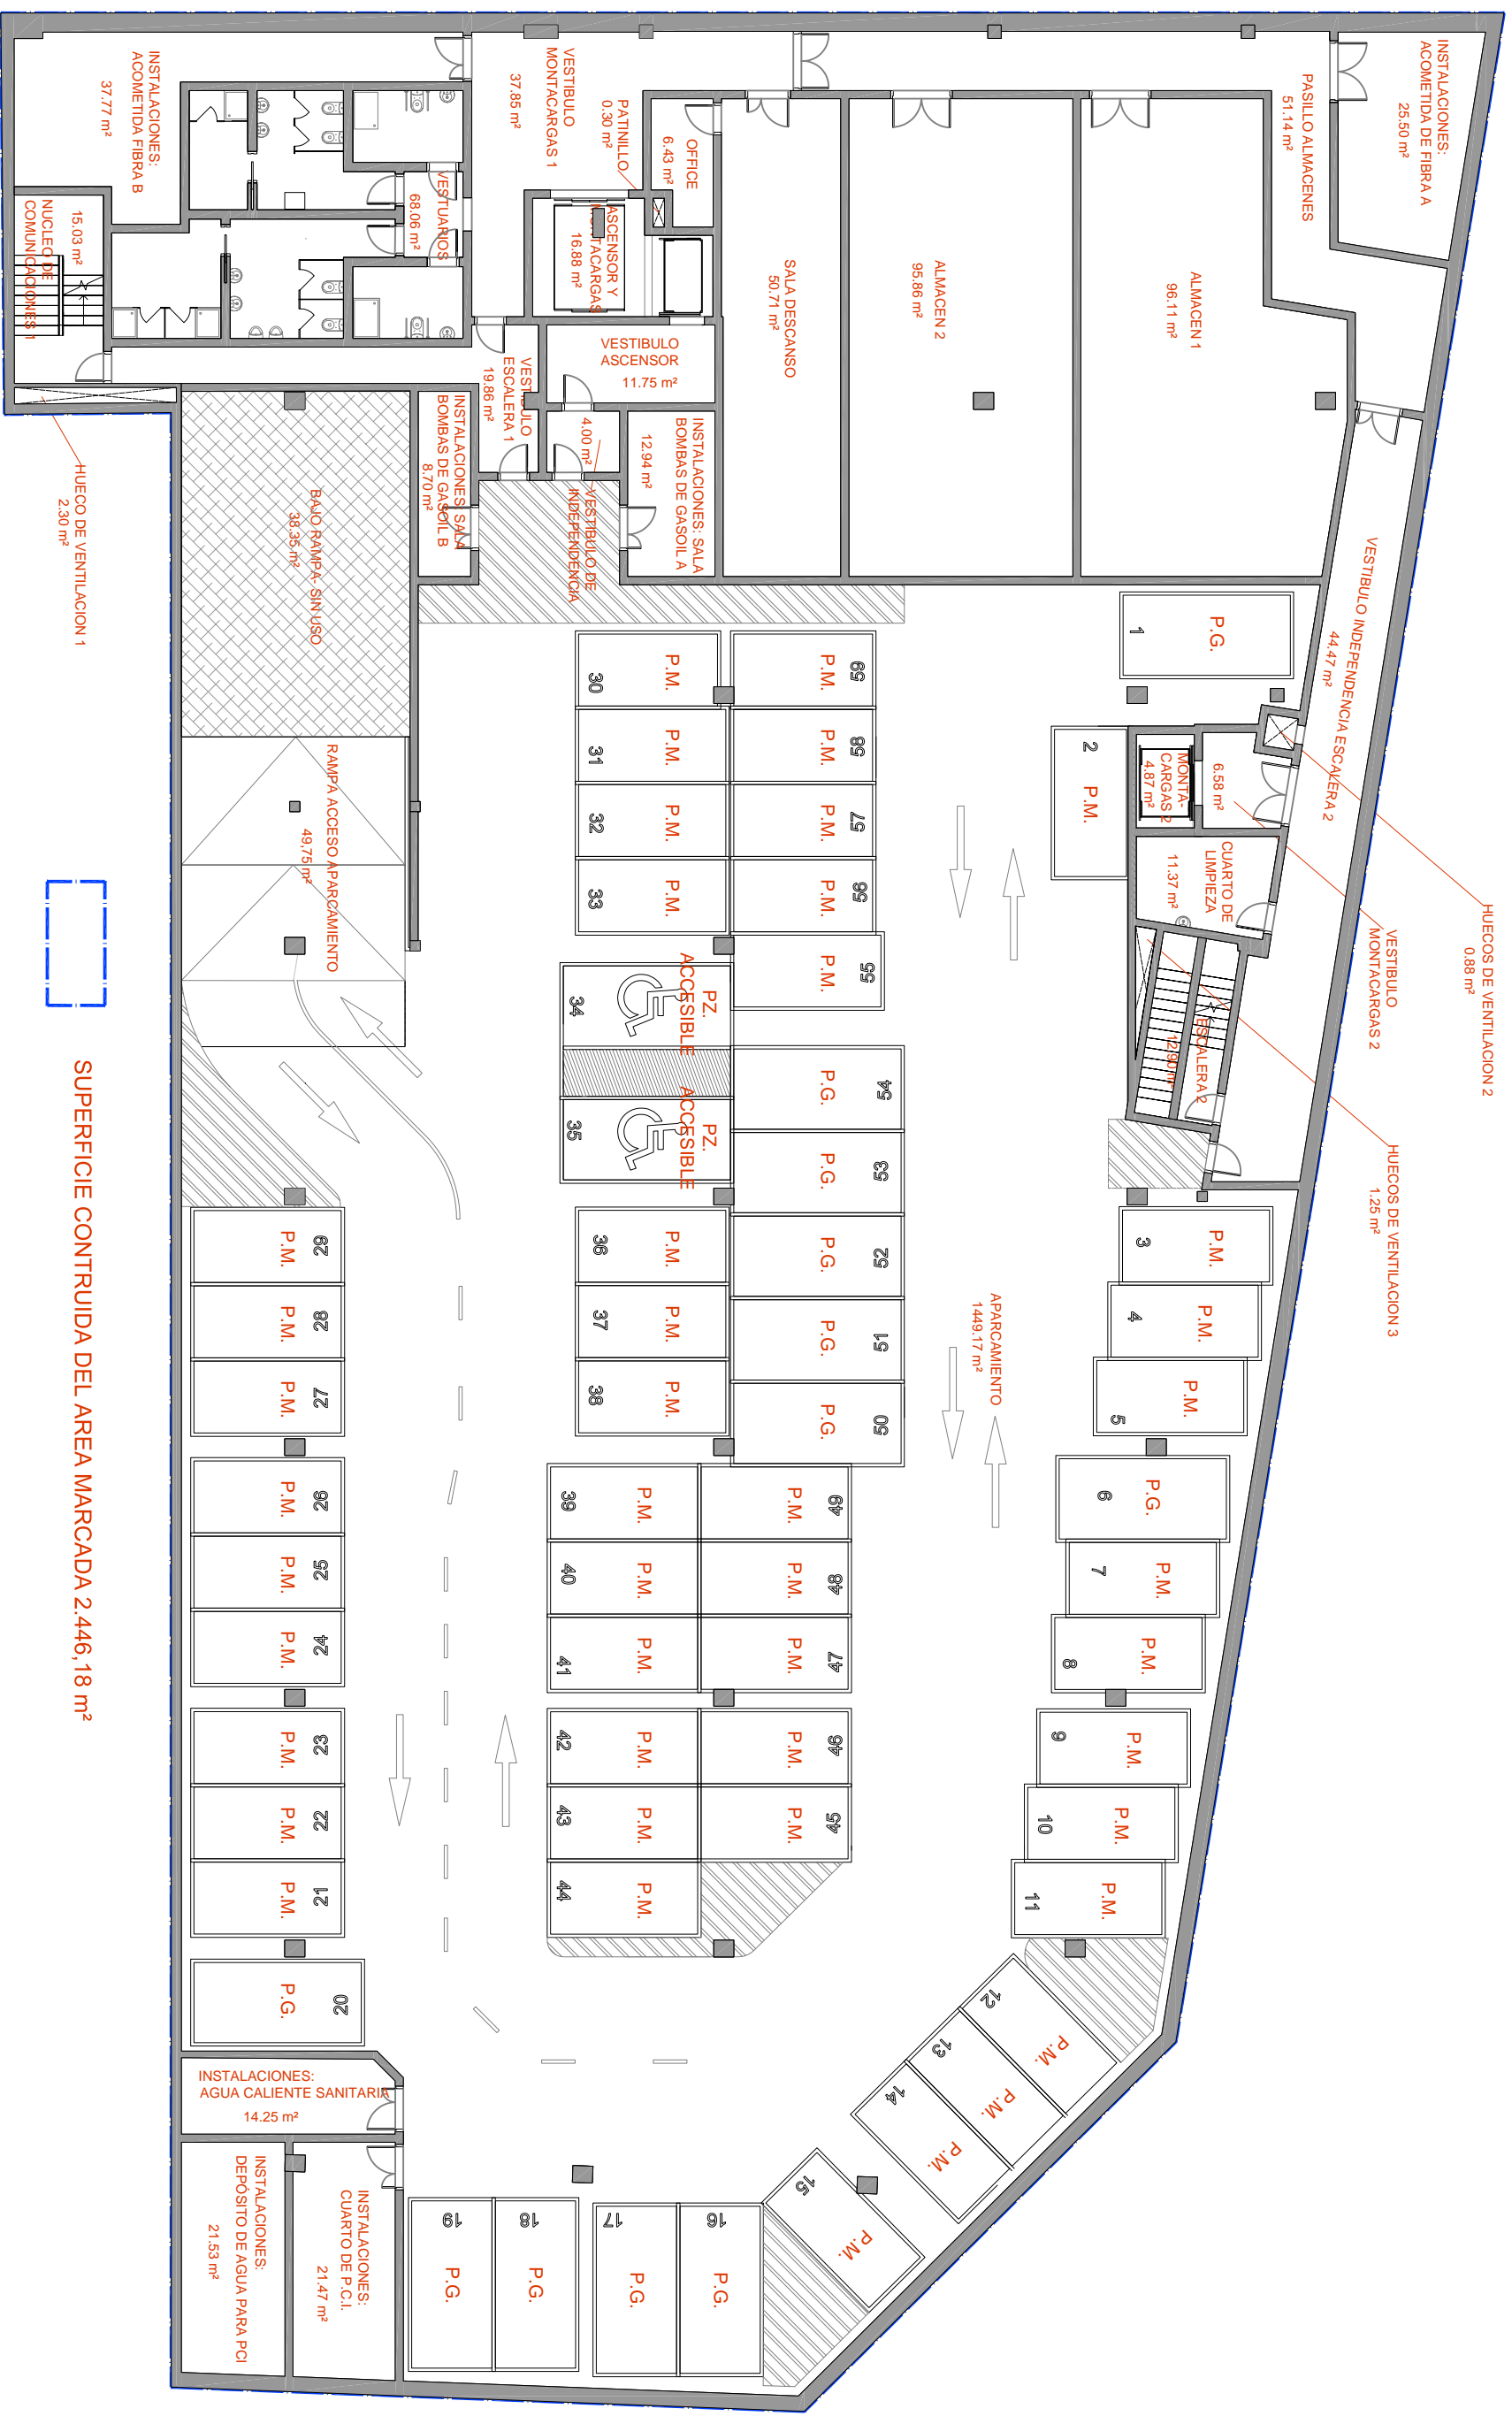 INSTALACIONES:
ACOMETIDA DE FIBRA A
25.50 m²
PASILLO ALMACENES
51.14 m²
ALMACEN 1
96.11 m²
ALMACEN 2
95.86 m²
SALA DESCANSO
50.71 m²
OFFICE
6.43 m²
PATINILLO
0.30 m²
VESTIBULO
MONTACARGAS 1
37.85 m²
INSTALACIONES:
ACOMETIDA FIBRA B
37.77 m²
VESTUARIOS
68.06 m²
ASCENSOR Y
MONTACARGAS
16.88 m²
15.03 m²
NUCLEO DE
COMUNICACIONES 1
VESTIBULO
ASCENSOR
11.75 m²
VESTIBULO
ESCALERA 1
19.86 m²
4.00 m²
VESTIBULO DE
INDEPENDENCIA
INSTALACIONES: SALA
BOMBAS DE GASOIL A
12.94 m²
INSTALACIONES: SALA
BOMBAS DE GASOIL B
8.70 m²
HUECO DE VENTILACION 1
2.30 m²
BAJO RAMPA- SIN USO
38.35 m²
RAMPA ACCESO APARCAMIENTO
49,75 m²
VESTIBULO INDEPENDENCIA ESCALERA 2
44.47 m²
HUECOS DE VENTILACION 2
0.88 m²
VESTIBULO
MONTACARGAS 2
6.58 m²
MONTA-
CARGAS 2
4.87 m²
CUARTO DE
LIMPIEZA
11.37 m²
ESCALERA 2
12.90 m²
HUECOS DE VENTILACION 3
1.25 m²
APARCAMIENTO
1449.17 m²
1
P.G.
2
P.M.
3
P.M.
4
P.M.
5
P.M.
6
P.G.
7
P.M.
8
P.M.
9
P.M.
10
P.M.
11
P.M.
12
P.M.
13
P.M.
14
P.M.
15
P.M.
16
P.G.
17
P.G.
18
P.G.
19
P.G.
20
P.G.
21
P.M.
22
P.M.
23
P.M.
24
P.M.
25
P.M.
26
P.M.
27
P.M.
28
P.M.
29
P.M.
30
P.M.
31
P.M.
32
P.M.
33
P.M.
34
PZ.
ACCESIBLE
35
PZ.
ACCESIBLE
36
P.M.
37
P.M.
38
P.M.
39
P.M.
40
P.M.
41
P.M.
42
P.M.
43
P.M.
44
P.M.
45
P.M.
46
P.M.
47
P.M.
48
P.M.
49
P.M.
50
P.G.
51
P.G.
52
P.G.
53
P.G.
54
P.G.
55
P.M.
56
P.M.
57
P.M.
58
P.M.
59
P.M.
INSTALACIONES:
AGUA CALIENTE SANITARIA
14.25 m²
INSTALACIONES:
CUARTO DE P.C.I.
21.47 m²
INSTALACIONES:
DEPÓSITO DE AGUA PARA PCI
21.53 m²
SUPERFICIE CONTRUIDA DEL AREA MARCADA 2.446,18 m²